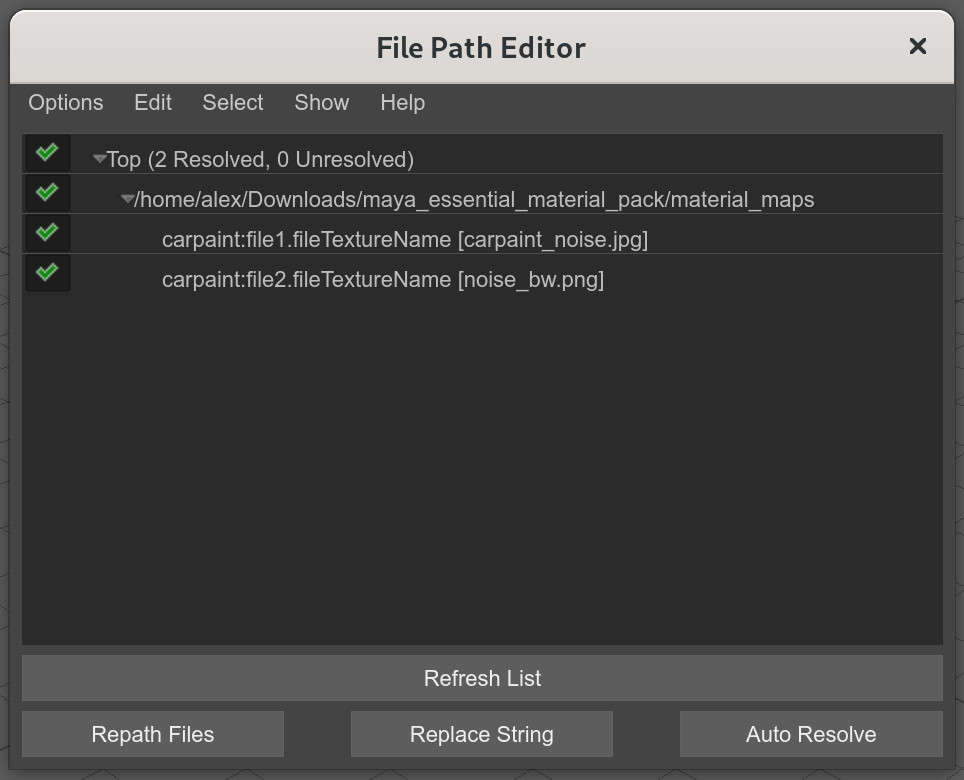 File Path Editor
Options Edit Select Show Help
Top (2 Resolved, 0 Unresolved)
/home/alex/Downloads/maya_essential_material_pack/material_maps
carpaint:file1.fileTextureName [carpaint_noise.jpg]
carpaint:file2.fileTextureName [noise_bw.png]
Refresh List
Repath Files Replace String Auto Resolve